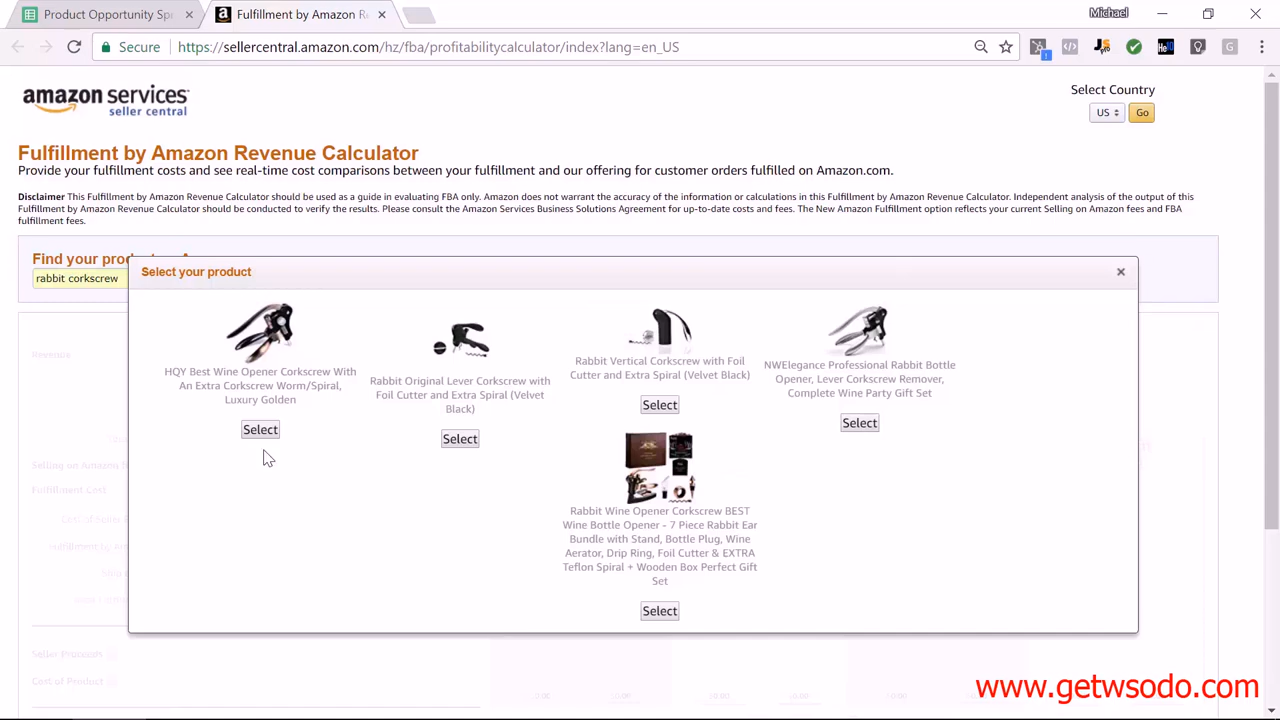 Product Opportunity Sp
Fulfillment by Amazon R
Michael
Secure
https://sellercentral.amazon.com/hz/fba/profitabilitycalculator/index?lang=en_US
amazon services
seller central
Select Country
US
Go
Fulfillment by Amazon Revenue Calculator
Provide your fulfillment costs and see real-time cost comparisons between your fulfillment and our offering for customer orders fulfilled on Amazon.com.
Disclaimer This Fulfillment by Amazon Revenue Calculator should be used as a guide in evaluating FBA only. Amazon does not warrant the accuracy of the information or calculations in this Fulfillment by Amazon Revenue Calculator. Independent analysis of the output of this
Fulfillment by Amazon Revenue Calculator should be conducted to verify the results. Please consult the Amazon Services Business Solutions Agreement for up-to-date costs and fees. The New Amazon Fulfillment option reflects your current Selling on Amazon fees and FBA
fulfillment fees.
Find your pro
rabbit corkscrew
Select your product
HQY Best Wine Opener Corkscrew With
An Extra Corkscrew Worm/Spiral,
Luxury Golden
Select
Rabbit Original Lever Corkscrew with
Foil Cutter and Extra Spiral (Velvet
Black)
Select
Rabbit Vertical Corkscrew with Foil
Cutter and Extra Spiral (Velvet Black)
Select
NWElegance Professional Rabbit Bottle
Opener, Lever Corkscrew Remover,
Complete Wine Party Gift Set
Select
Rabbit Wine Opener Corkscrew BEST
Wine Bottle Opener - 7 Piece Rabbit Ear
Bundle with Stand, Bottle Plug, Wine
Aerator, Drip Ring, Foil Cutter & EXTRA
Teflon Spiral + Wooden Box Perfect Gift
Set
Select
Revenue
Selling on Amazon
Fulfillment Cost
Cost of Seller
Fulfillment by Am
Seller Proceeds
Cost of Product
www.getwsodo.com